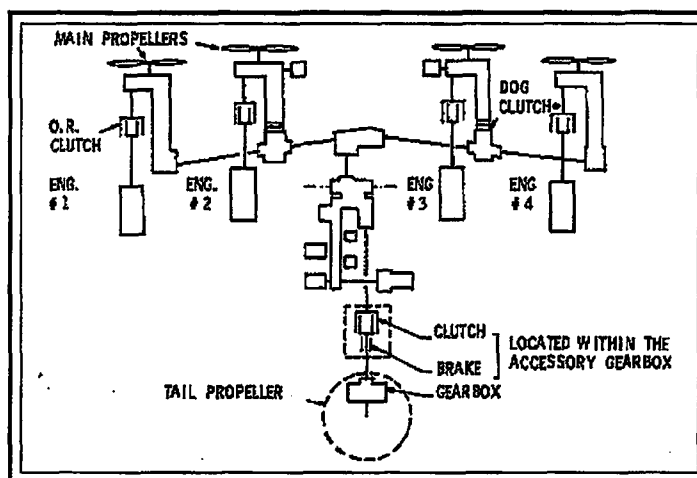 MAIN PROPELLERS
DOG
CLUTCH
O.R.
CLUTCH
ENG.
#1
ENG.
#2
ENG
#3
ENG.
#4
CLUTCH
BRAKE
LOCATED WITHIN THE
ACCESSORY GEARBOX
TAIL PROPELLER
GEARBOX